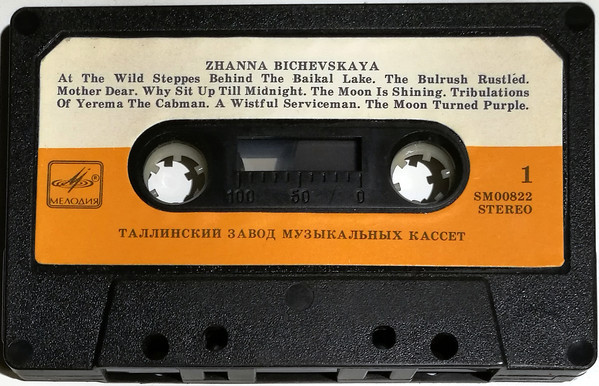 ZHANNA BICHEVSKAYA
At The Wild Steppes Behind The Baikal Lake. The Bulrush Rustled.
Mother Dear. Why Sit Up Till Midnight. The Moon Is Shining. Tribulations
Of Yerema The Cabman. A Wistful Serviceman. The Moon Turned Purple.
®
МЕЛОДИЯ
100 50 0
1
SM00822
STEREO
ТАЛЛИНСКИЙ ЗАВОД МУЗЫКАЛЬНЫХ КАССЕТ